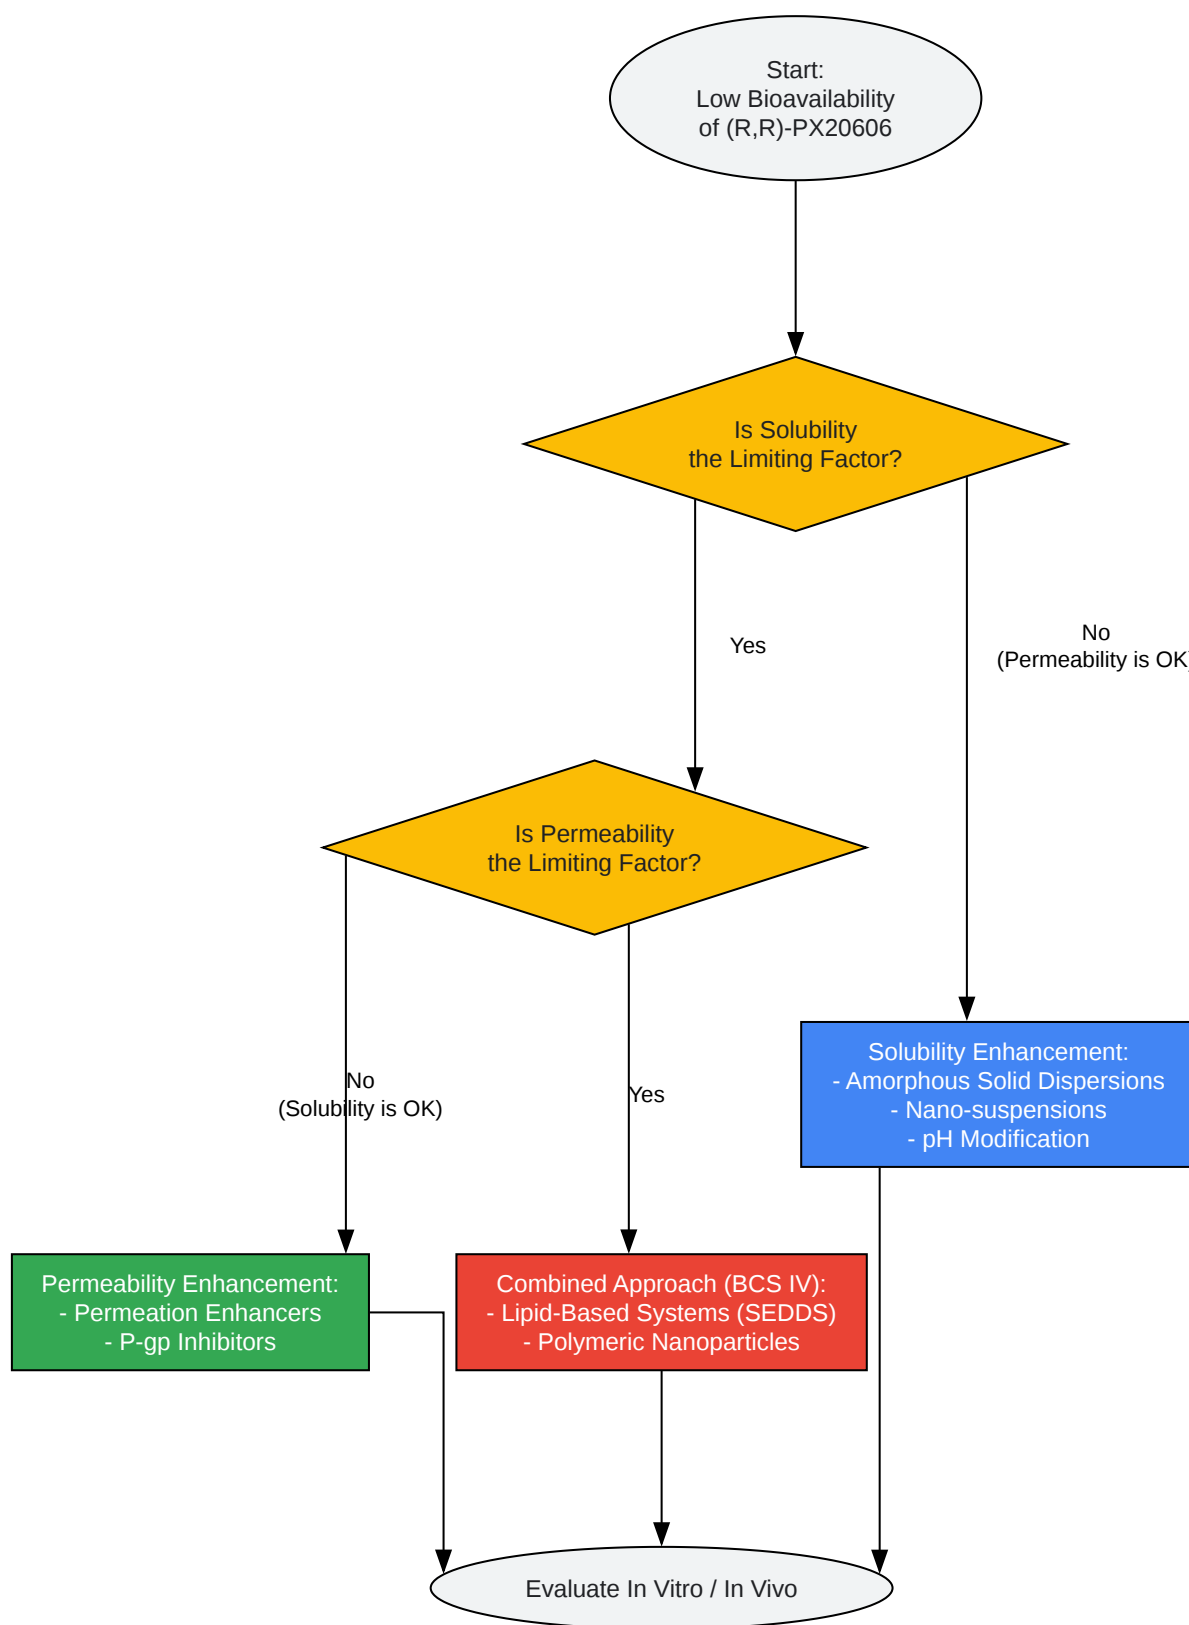 Start:
Low Bioavailability
of (R,R)-PX20606
Is Solubility
the Limiting Factor?
Yes
No
(Permeability is OK)
Is Permeability
the Limiting Factor?
No
(Solubility is OK)
Yes
Solubility Enhancement:
- Amorphous Solid Dispersions
- Nano-suspensions
- pH Modification
Permeability Enhancement:
- Permeation Enhancers
- P-gp Inhibitors
Combined Approach (BCS IV):
- Lipid-Based Systems (SEDDS)
- Polymeric Nanoparticles
Evaluate In Vitro / In Vivo